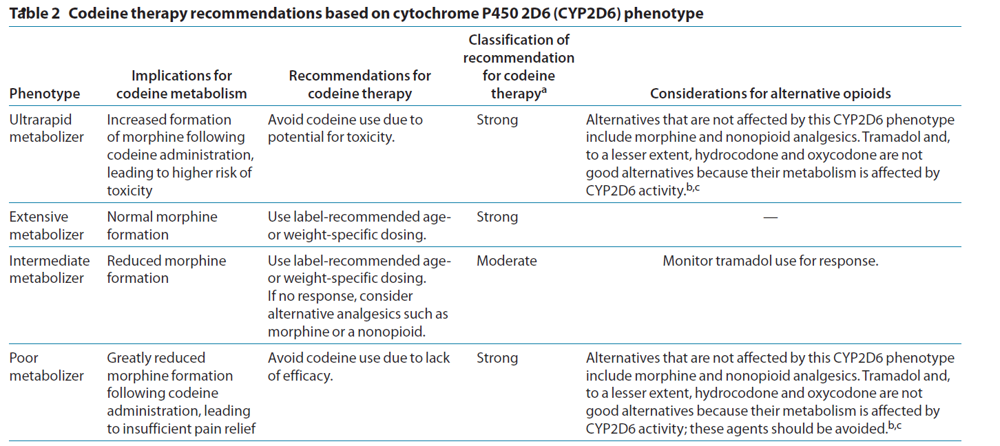 Table 2 Codeine therapy recommendations based on cytochrome P450 2D6 (CYP2D6) phenotype
Phenotype
Implications for
codeine metabolism
Recommendations for
codeine therapy
Classification of
recommendation
for codeine
therapyᵃ
Considerations for alternative opioids
Ultrarapid
metabolizer
Increased formation
of morphine following
codeine administration,
leading to higher risk of
toxicity
Avoid codeine use due to
potential for toxicity.
Strong
Alternatives that are not affected by this CYP2D6 phenotype
include morphine and nonopioid analgesics. Tramadol and,
to a lesser extent, hydrocodone and oxycodone are not
good alternatives because their metabolism is affected by
CYP2D6 activity.ᵇ,ᶜ
Extensive
metabolizer
Normal morphine
formation
Use label-recommended age-
or weight-specific dosing.
Strong
—
Intermediate
metabolizer
Reduced morphine
formation
Use label-recommended age-
or weight-specific dosing.
If no response, consider
alternative analgesics such as
morphine or a nonopioid.
Moderate
Monitor tramadol use for response.
Poor
metabolizer
Greatly reduced
morphine formation
following codeine
administration, leading
to insufficient pain relief
Avoid codeine use due to lack
of efficacy.
Strong
Alternatives that are not affected by this CYP2D6 phenotype
include morphine and nonopioid analgesics. Tramadol and,
to a lesser extent, hydrocodone and oxycodone are not
good alternatives because their metabolism is affected by
CYP2D6 activity; these agents should be avoided.ᵇ,ᶜ